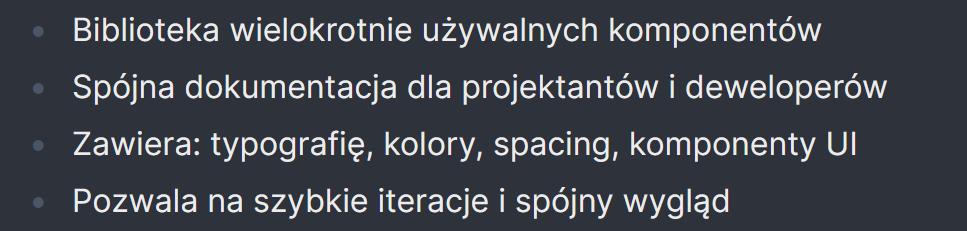 Biblioteka wielokrotnie używalnych komponentów
Spójna dokumentacja dla projektantów i deweloperów
Zawiera: typografię, kolory, spacing, komponenty UI
Pozwala na szybkie iteracje i spójny wygląd